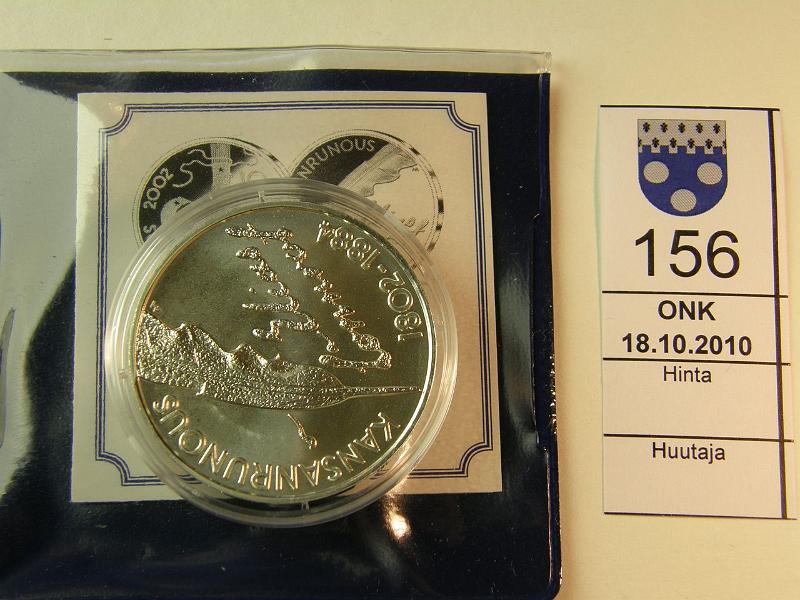 2002
NRUNOUS
1802-1884
KANSANRUNOUS
156
ONK
18.10.2010
Hinta
Huutaja